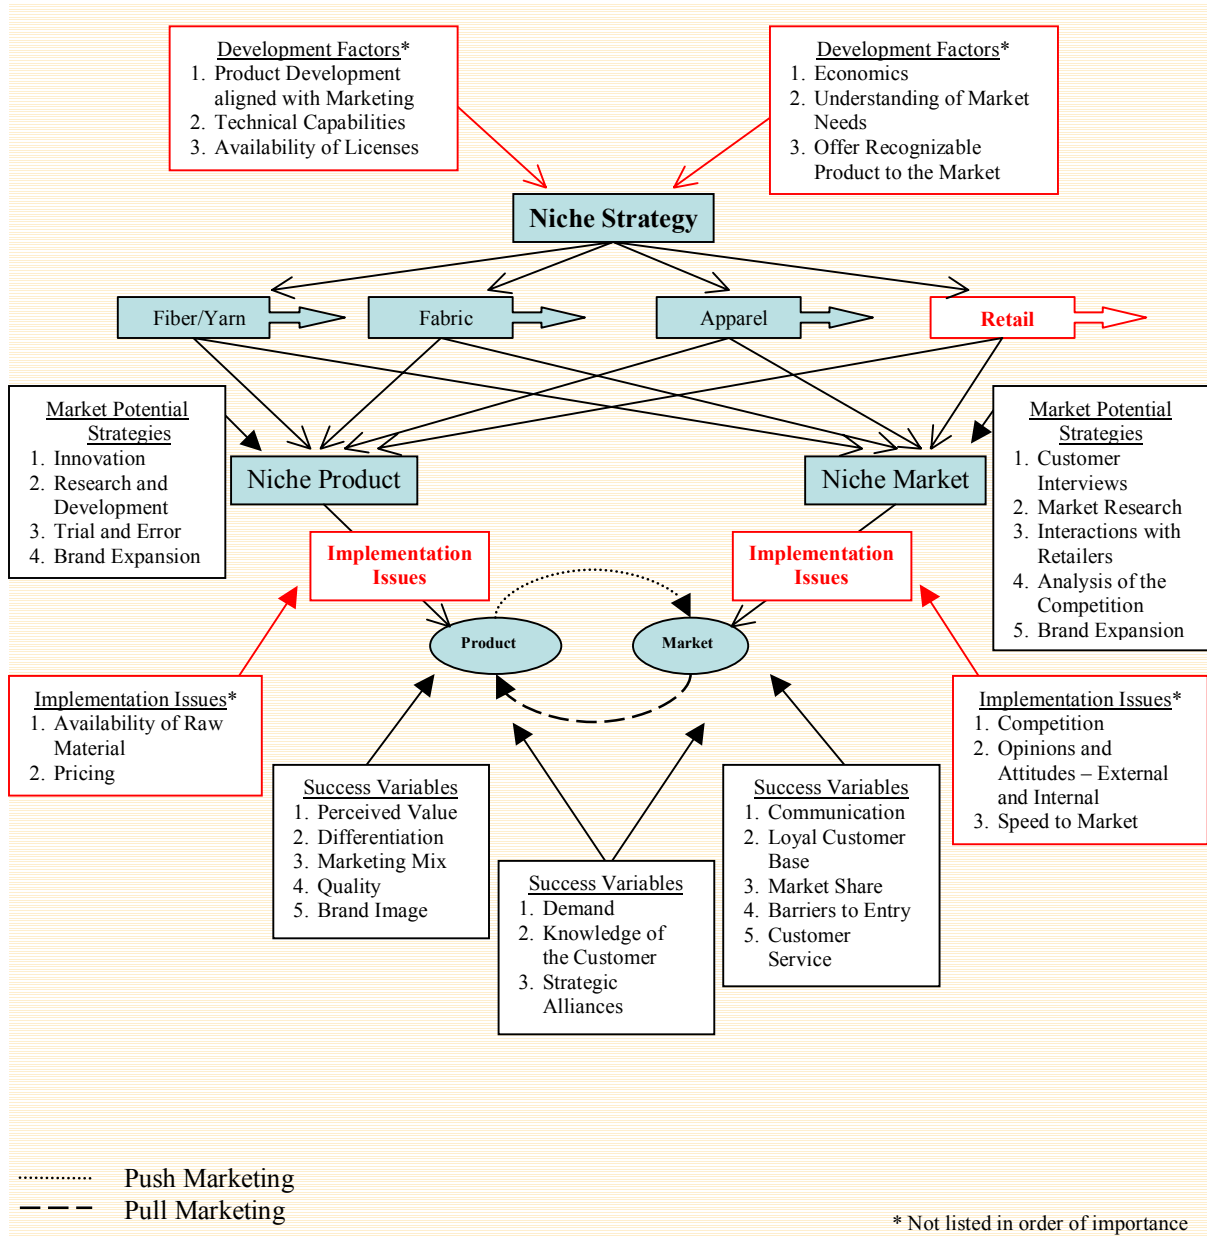 Development Factors*
1. Product Development
aligned with Marketing
2. Technical Capabilities
3. Availability of Licenses
Development Factors*
1. Economics
2. Understanding of Market
Needs
3. Offer Recognizable
Product to the Market
Niche Strategy
Fiber/Yarn
Fabric
Apparel
Retail
Market Potential
Strategies
1. Innovation
2. Research and
Development
3. Trial and Error
4. Brand Expansion
Niche Product
Niche Market
Market Potential
Strategies
1. Customer
Interviews
2. Market Research
3. Interactions with
Retailers
4. Analysis of the
Competition
5. Brand Expansion
Implementation
Issues
Implementation
Issues
Product
Market
Implementation Issues*
1. Availability of Raw
Material
2. Pricing
Success Variables
1. Perceived Value
2. Differentiation
3. Marketing Mix
4. Quality
5. Brand Image
Success Variables
1. Demand
2. Knowledge of
the Customer
3. Strategic
Alliances
Success Variables
1. Communication
2. Loyal Customer
Base
3. Market Share
4. Barriers to Entry
5. Customer
Service
Implementation Issues*
1. Competition
2. Opinions and
Attitudes – External
and Internal
3. Speed to Market
Push Marketing
Pull Marketing
* Not listed in order of importance